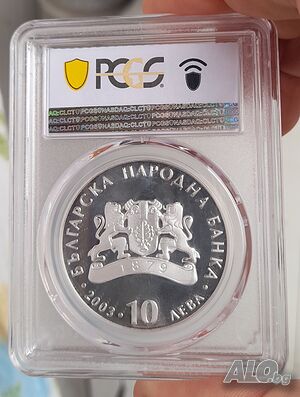 PCGS
БЪЛГАРСКА НАРОДНА БАНКА
1879
• 2003 • 10 ЛЕВА •
ALO.bg